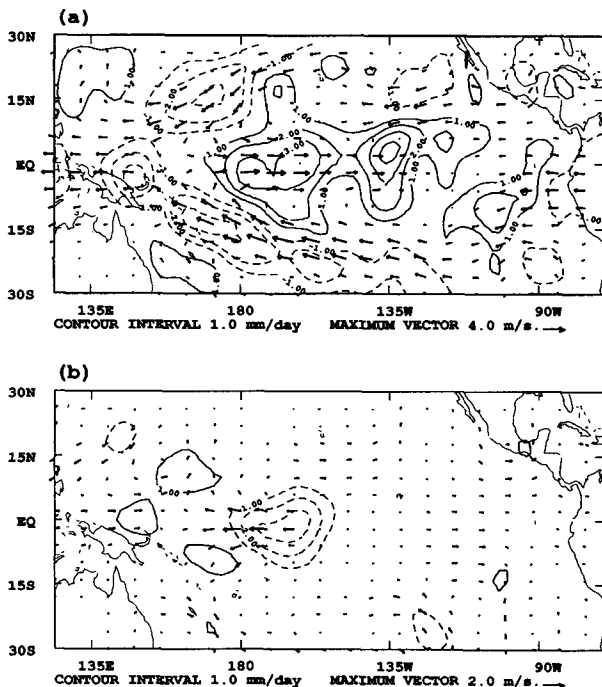 (a)
30N
15N
EQ
15S
30S
135E 180 135W 90W
CONTOUR INTERVAL 1.0 mm/day MAXIMUM VECTOR 4.0 m/s.
(b)
30N
15N
EQ
15S
30S
135E 180 135W 90W
CONTOUR INTERVAL 1.0 mm/day MAXIMUM VECTOR 2.0 m/s.